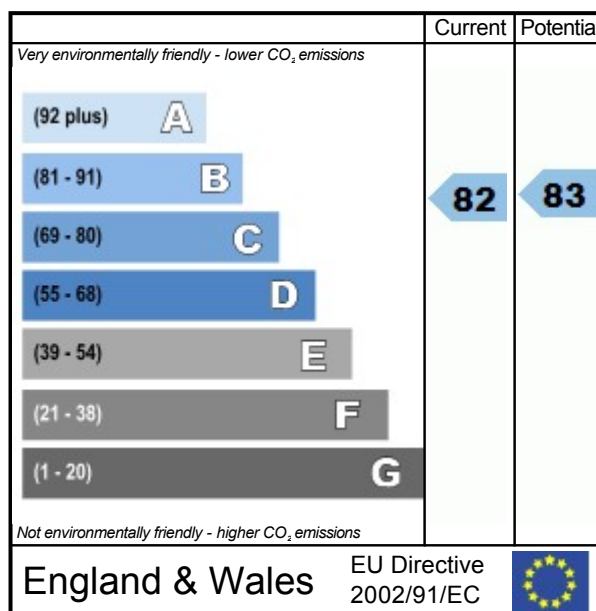 Current Potentia
Very environmentally friendly - lower CO₂ emissions
(92 plus) A
(81 - 91) B
(69 - 80) C
(55 - 68) D
(39 - 54) E
(21 - 38) F
(1 - 20) G
82 83
Not environmentally friendly - higher CO₂ emissions
England & Wales
EU Directive
2002/91/EC